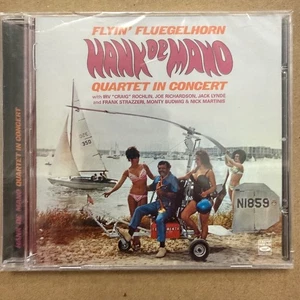 FLYIN' FLUEGELHORN
HANK DE MANO
QUARTET IN CONCERT
with IRV "CRAIG" ROCHLIN, JOE RICHARDSON, JACK LYNDE
and FRANK STRAZZERI, MONTY BUDWIG & NICK MARTINIS
N1859
HANK DE MANO QUARTET IN CONCERT